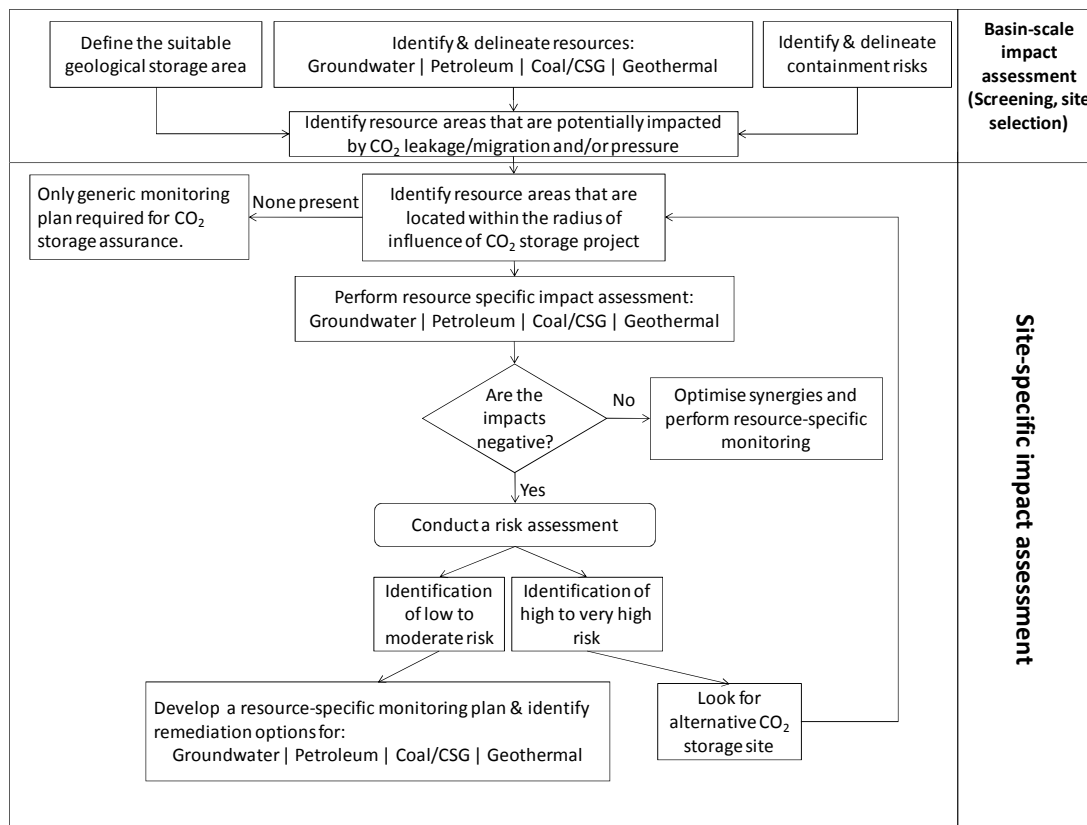 Define the suitable
geological storage area
Identify & delineate resources:
Groundwater | Petroleum | Coal/CSG | Geothermal
Identify & delineate
containment risks
Basin-scale
impact
assessment
(Screening, site
selection)
Identify resource areas that are potentially impacted
by CO₂ leakage/migration and/or pressure
Only generic monitoring
plan required for CO₂
storage assurance.
None present
Identify resource areas that are
located within the radius of
influence of CO₂ storage project
Perform resource specific impact assessment:
Groundwater | Petroleum | Coal/CSG | Geothermal
Are the
impacts
negative?
No
Optimise synergies and
perform resource-specific
monitoring
Yes
Conduct a risk assessment
Identification
of low to
moderate risk
Identification of
high to very high
risk
Develop a resource-specific monitoring plan & identify
remediation options for:
Groundwater | Petroleum | Coal/CSG | Geothermal
Look for
alternative CO₂
storage site
Site-specific impact assessment